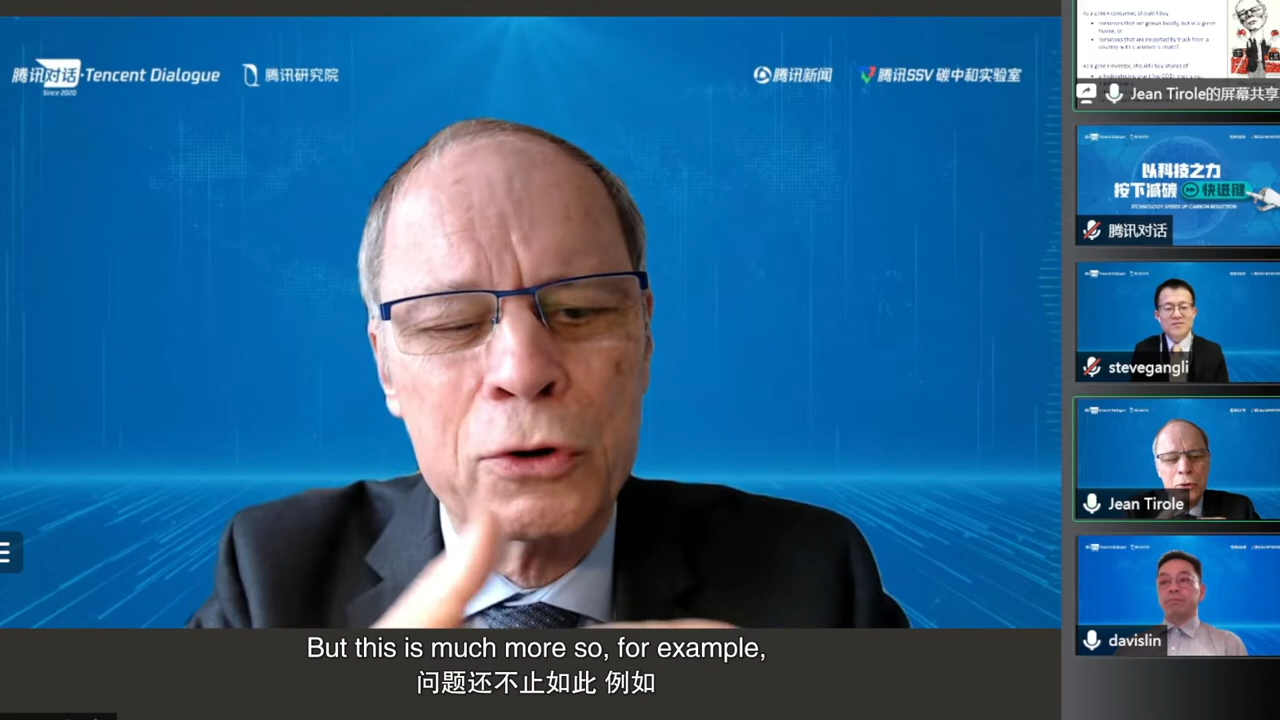 腾讯对话·Tencent Dialogue
Since 2020
腾讯研究院
腾讯新闻
腾讯SSV 碳中和实验室
But this is much more so, for example,
问题还不止如此 例如
As a green consumer, should I buy
Jean Tirole的屏幕共享
以科技之力
按下减碳 快进键
TECHNOLOGY SPEED UP CARBON REDUCTION
腾讯对话
stevegangli
Jean Tirole
davislin